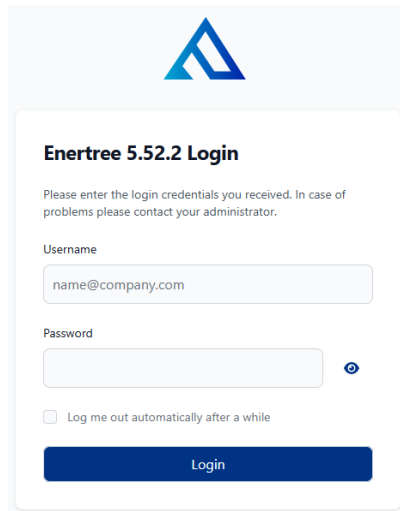 Enertree 5.52.2 Login
Please enter the login credentials you received. In case of
problems please contact your administrator.
Username
name@company.com
Password
Log me out automatically after a while
Login